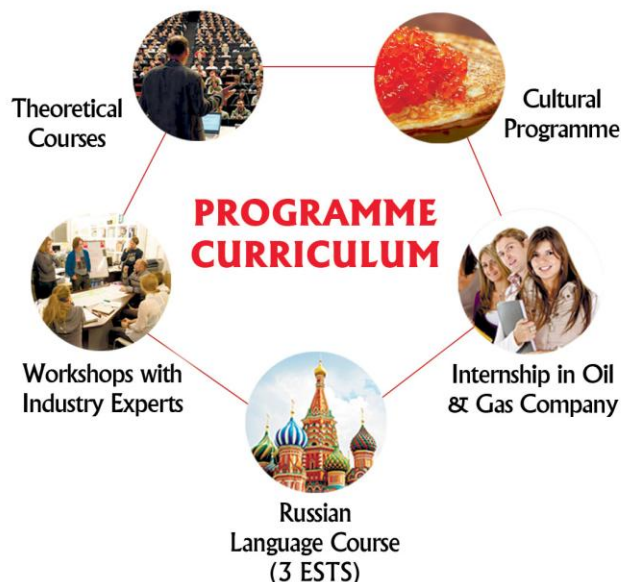 Theoretical
Courses
Cultural
Programme
PROGRAMME
CURRICULUM
Workshops with
Industry Experts
Internship in Oil
& Gas Company
Russian
Language Course
(3 ESTS)